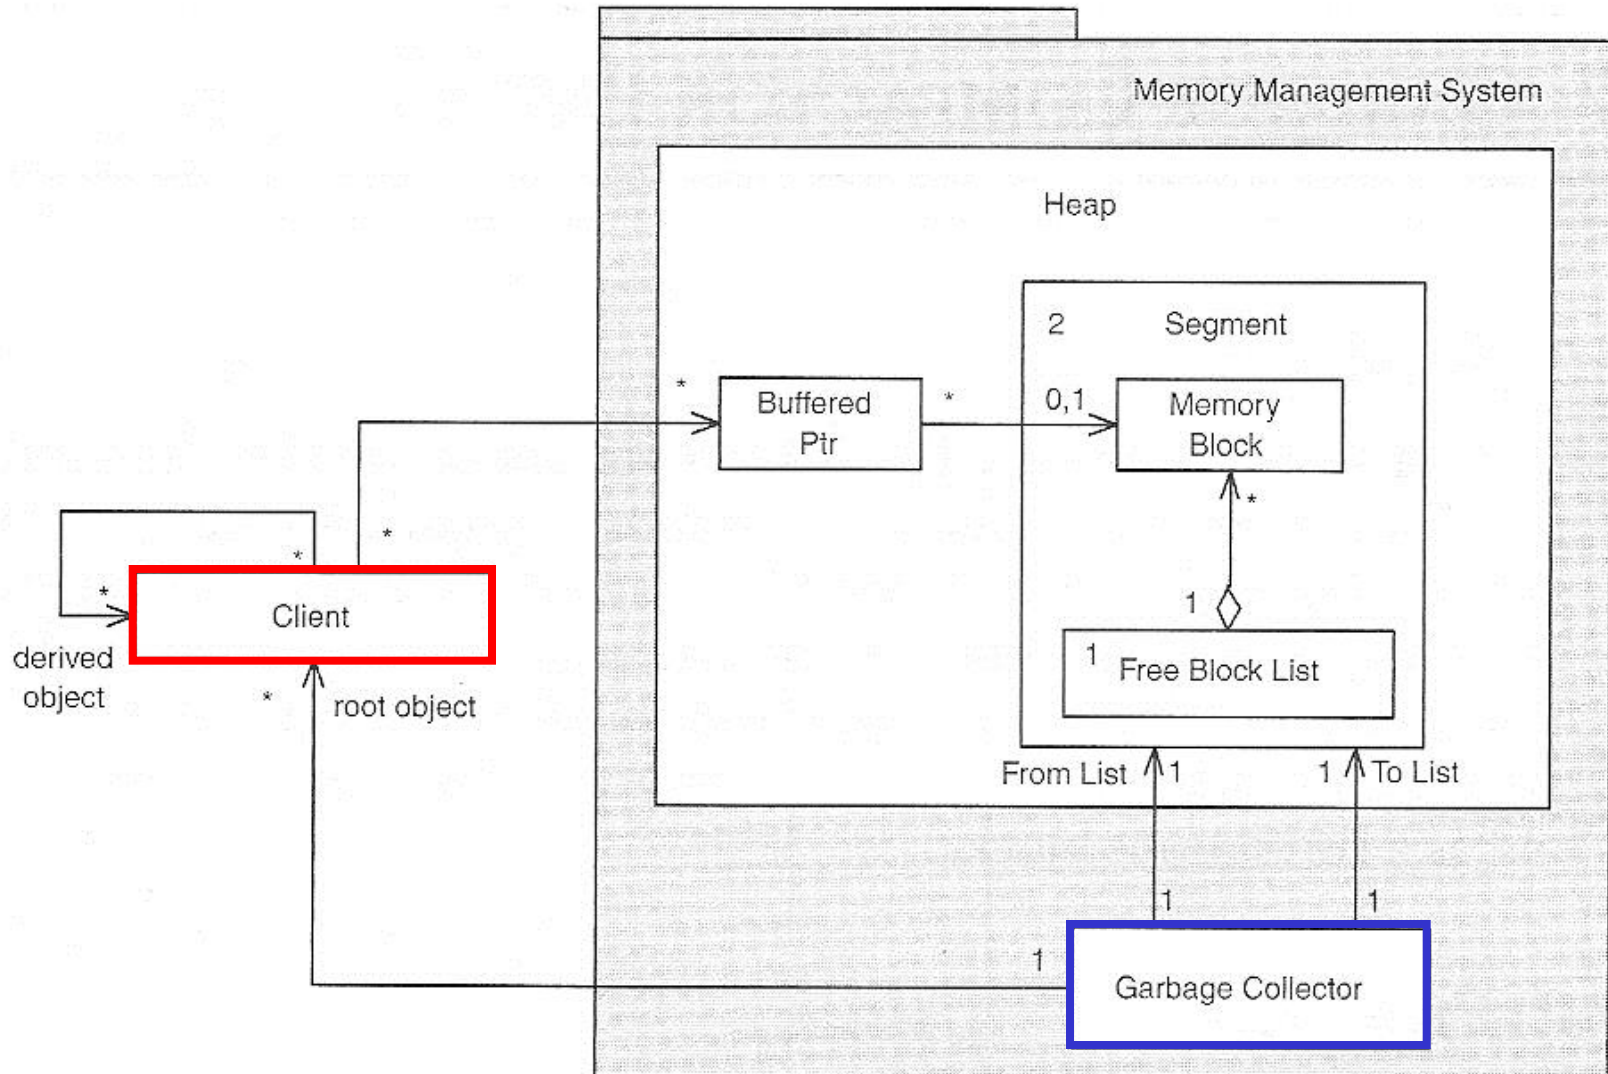 Memory Management System
Heap
2 Segment
* Buffered
Ptr
* 0,1 Memory
Block
*
1
1 Free Block List
* *
* Client
derived
object
* root object
From List 1 1 To List
1 1
1 Garbage Collector